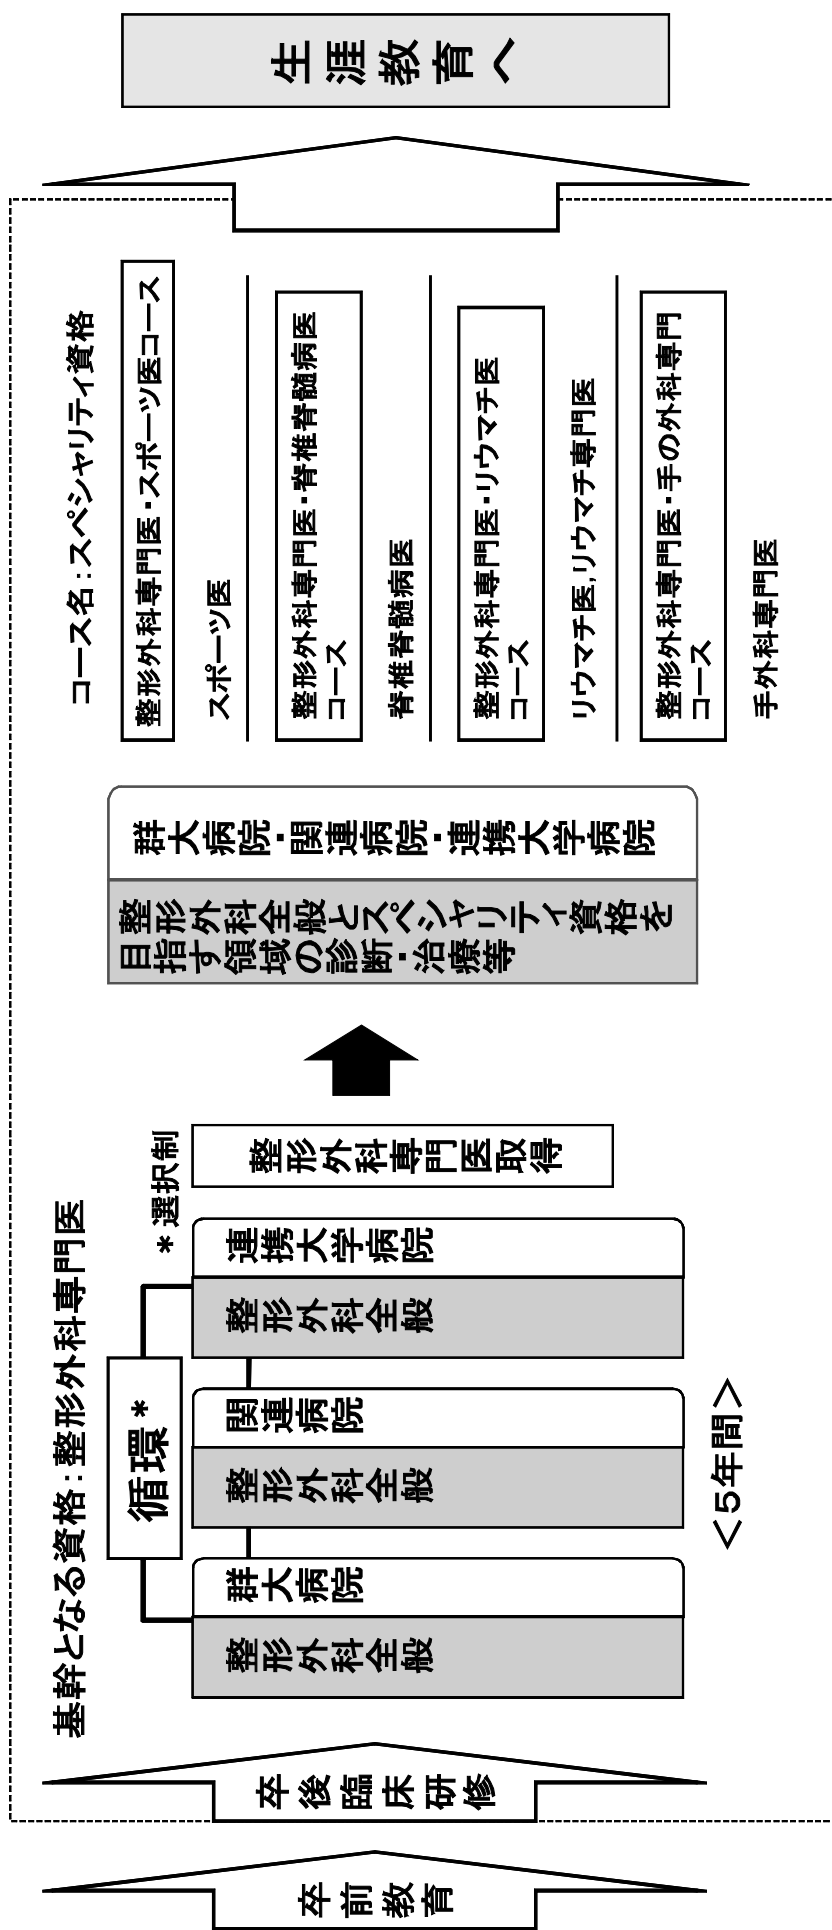 卒前教育
卒後臨床研修
基幹となる資格：整形外科専門医
循環*
*選択制
整形外科全般
群大病院
整形外科全般
関連病院
整形外科全般
連携大学病院
整形外科専門医取得
＜5年間＞
整形外科全般とスペシャリティ資格を
目指す領域の診断・治療等
群大病院・関連病院・連携大学病院
コース名：スペシャリティ資格
整形外科専門医・スポーツ医コース
スポーツ医
整形外科専門医・脊椎脊髄病医
コース
脊椎脊髄病医
整形外科専門医・リウマチ医
コース
リウマチ医，リウマチ専門医
整形外科専門医・手の外科専門
コース
手外科専門医
生涯教育へ